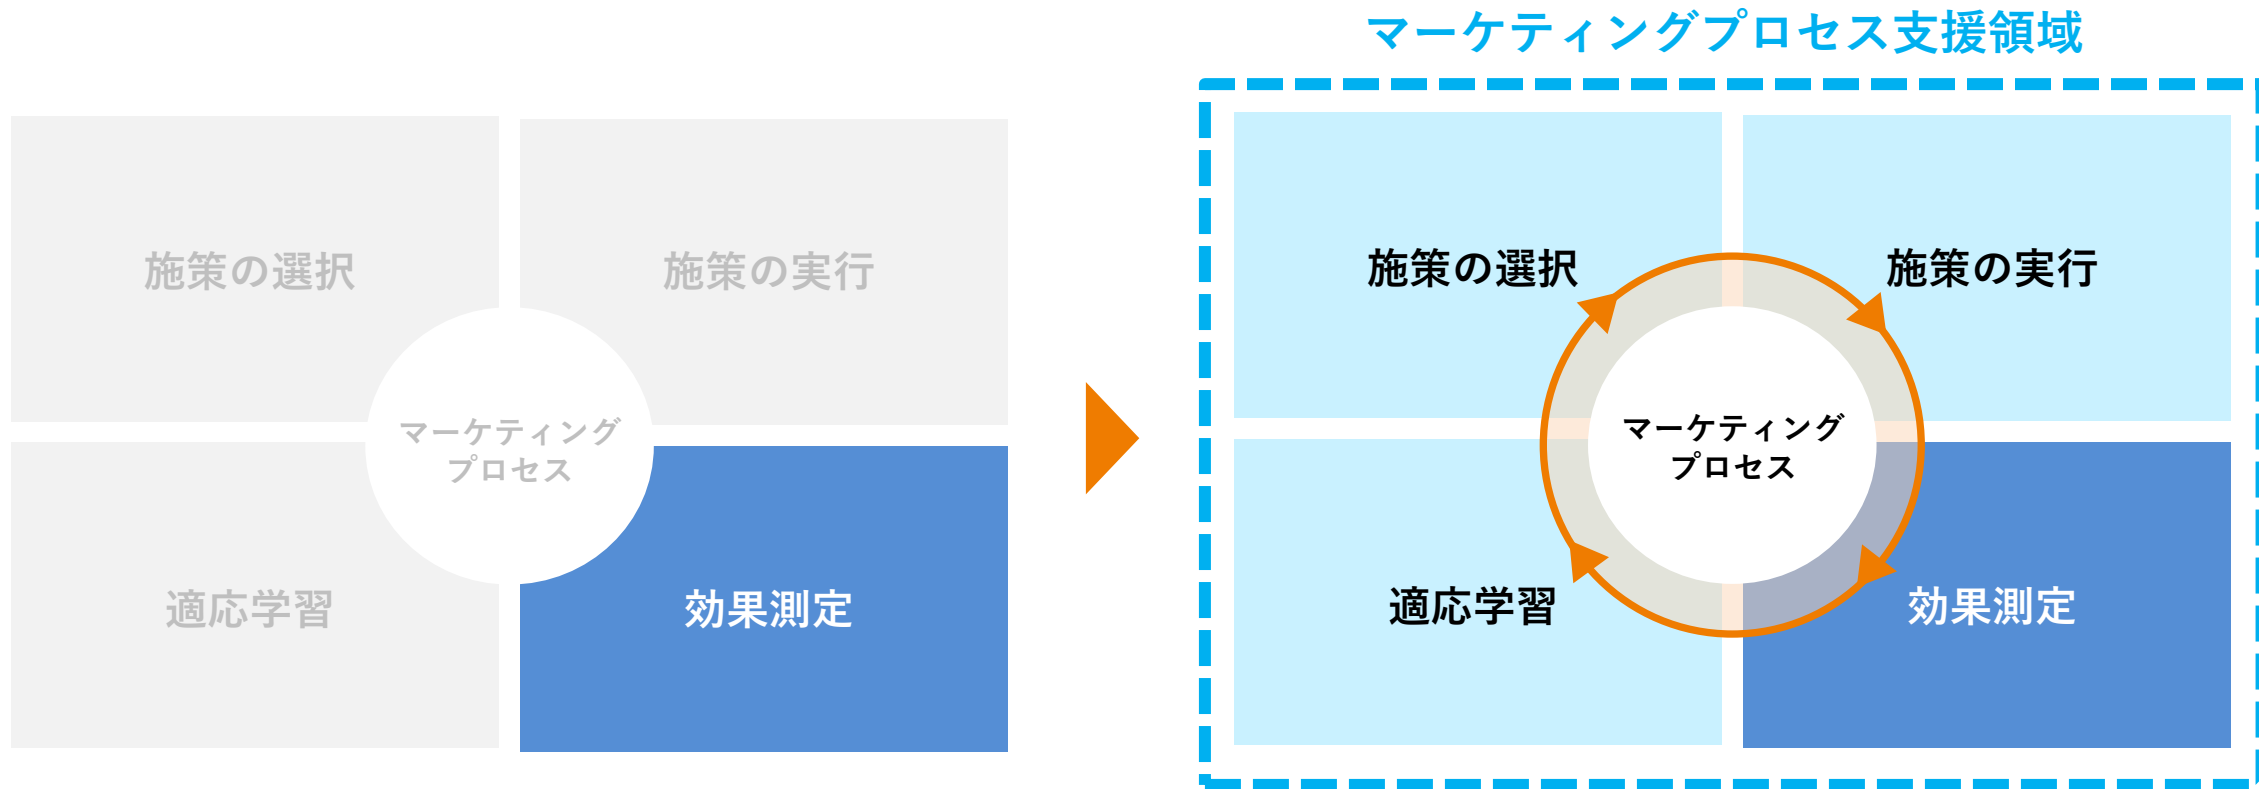 マーケティングプロセス支援領域
施策の選択
施策の実行
マーケティング
プロセス
適応学習
効果測定
施策の選択
施策の実行
マーケティング
プロセス
適応学習
効果測定